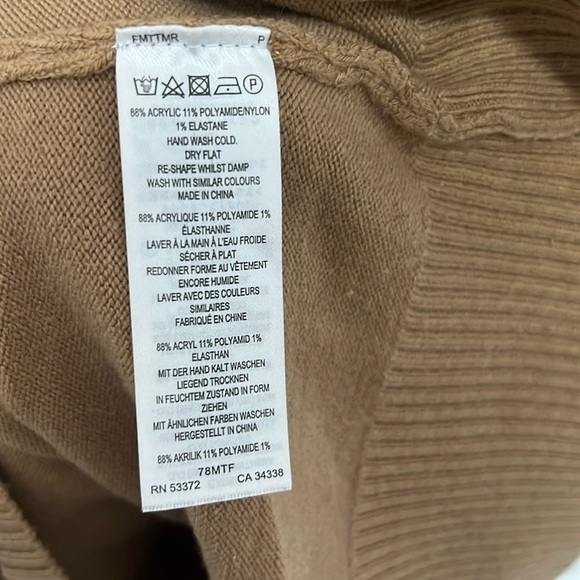 FMTTMR P
P
88% ACRYLIC 11% POLYAMIDE/NYLON
1% ELASTANE
HAND WASH COLD.
DRY FLAT
RE-SHAPE WHILST DAMP
WASH WITH SIMILAR COLOURS
MADE IN CHINA
88% ACRYLIQUE 11% POLYAMIDE 1%
ÉLASTHANNE
LAVER À LA MAIN À L'EAU FROIDE
SÉCHER À PLAT
REDONNER FORME AU VÊTEMENT
ENCORE HUMIDE
LAVER AVEC DES COULEURS
SIMILAIRES
FABRIQUÉ EN CHINE
88% ACRYL 11% POLYAMID 1%
ELASTHAN
MIT DER HAND KALT WASCHEN
LIEGEND TROCKNEN
IN FEUCHTEM ZUSTAND IN FORM
ZIEHEN
MIT ÄHNLICHEN FARBEN WASCHEN
HERGESTELLT IN CHINA
88% AKRILIK 11% POLYAMIDE 1%
78MTF
RN 53372 CA 34338